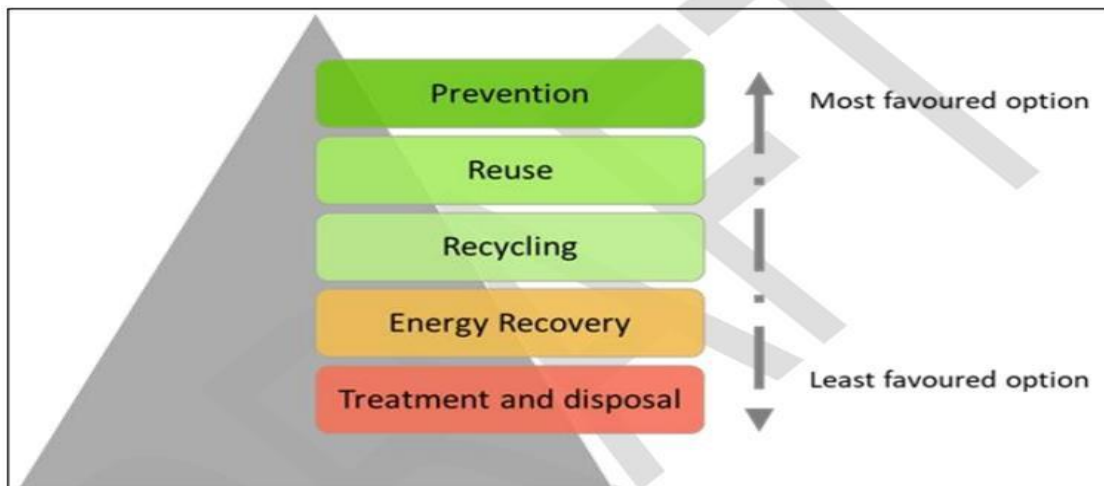 Prevention
Most favoured option
Reuse
Recycling
Energy Recovery
Least favoured option
Treatment and disposal